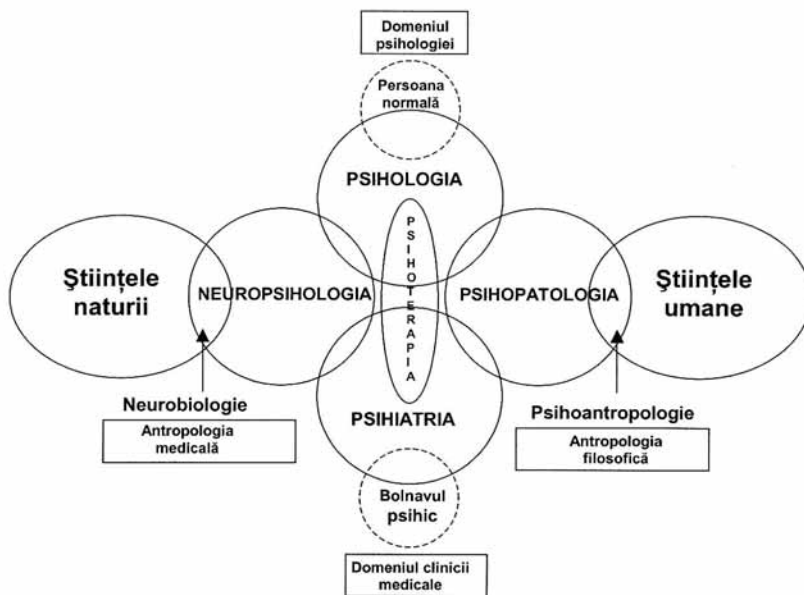 Domeniul
psihologiei
Persoana
normală
PSIHOLOGIA
PSIHOTERAPIA
Ştiinţele
naturii
NEUROPSIHOLOGIA
PSIHOPATOLOGIA
Ştiinţele
umane
Neurobiologie
Antropologia
medicală
PSIHIATRIA
Psihoantropologie
Antropologia
filosofică
Bolnavul
psihic
Domeniul clinicii
medicale